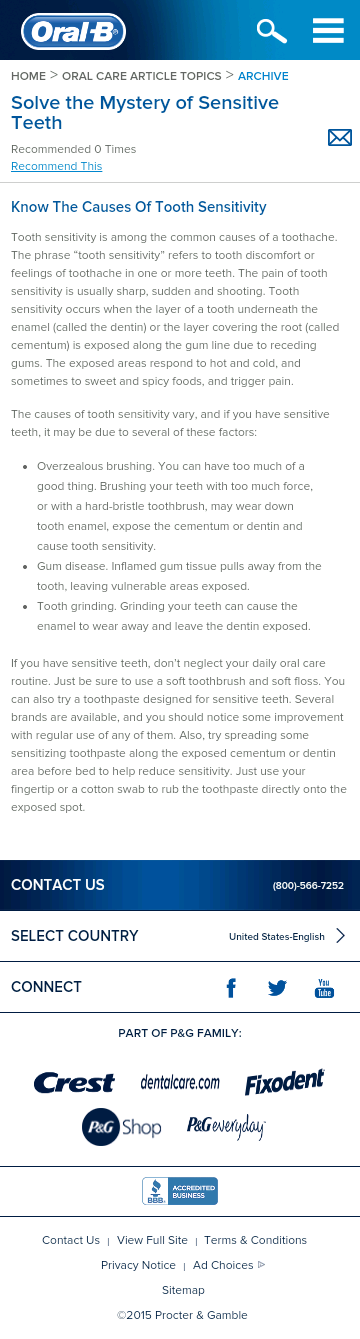 Oral-B
HOME > ORAL CARE ARTICLE TOPICS > ARCHIVE
Solve the Mystery of Sensitive
Teeth
Recommended 0 Times
Recommend This
Know The Causes Of Tooth Sensitivity
Tooth sensitivity is among the common causes of a toothache.
The phrase “tooth sensitivity” refers to tooth discomfort or
feelings of toothache in one or more teeth. The pain of tooth
sensitivity is usually sharp, sudden and shooting. Tooth
sensitivity occurs when the layer of a tooth underneath the
enamel (called the dentin) or the layer covering the root (called
cementum) is exposed along the gum line due to receding
gums. The exposed areas respond to hot and cold, and
sometimes to sweet and spicy foods, and trigger pain.
The causes of tooth sensitivity vary, and if you have sensitive
teeth, it may be due to several of these factors:
• Overzealous brushing. You can have too much of a
good thing. Brushing your teeth with too much force,
or with a hard-bristle toothbrush, may wear down
tooth enamel, expose the cementum or dentin and
cause tooth sensitivity.
• Gum disease. Inflamed gum tissue pulls away from the
tooth, leaving vulnerable areas exposed.
• Tooth grinding. Grinding your teeth can cause the
enamel to wear away and leave the dentin exposed.
If you have sensitive teeth, don’t neglect your daily oral care
routine. Just be sure to use a soft toothbrush and soft floss. You
can also try a toothpaste designed for sensitive teeth. Several
brands are available, and you should notice some improvement
with regular use of any of them. Also, try spreading some
sensitizing toothpaste along the exposed cementum or dentin
area before bed to help reduce sensitivity. Just use your
fingertip or a cotton swab to rub the toothpaste directly onto the
exposed spot.
CONTACT US (800)-566-7252
SELECT COUNTRY United States-English
CONNECT f You Tube
PART OF P&G FAMILY:
Crest dentalcare.com Fixodent
P&G Shop P&G everyday
BBB ACCREDITED
BUSINESS
Contact Us | View Full Site | Terms & Conditions
Privacy Notice | Ad Choices
Sitemap
©2015 Procter & Gamble